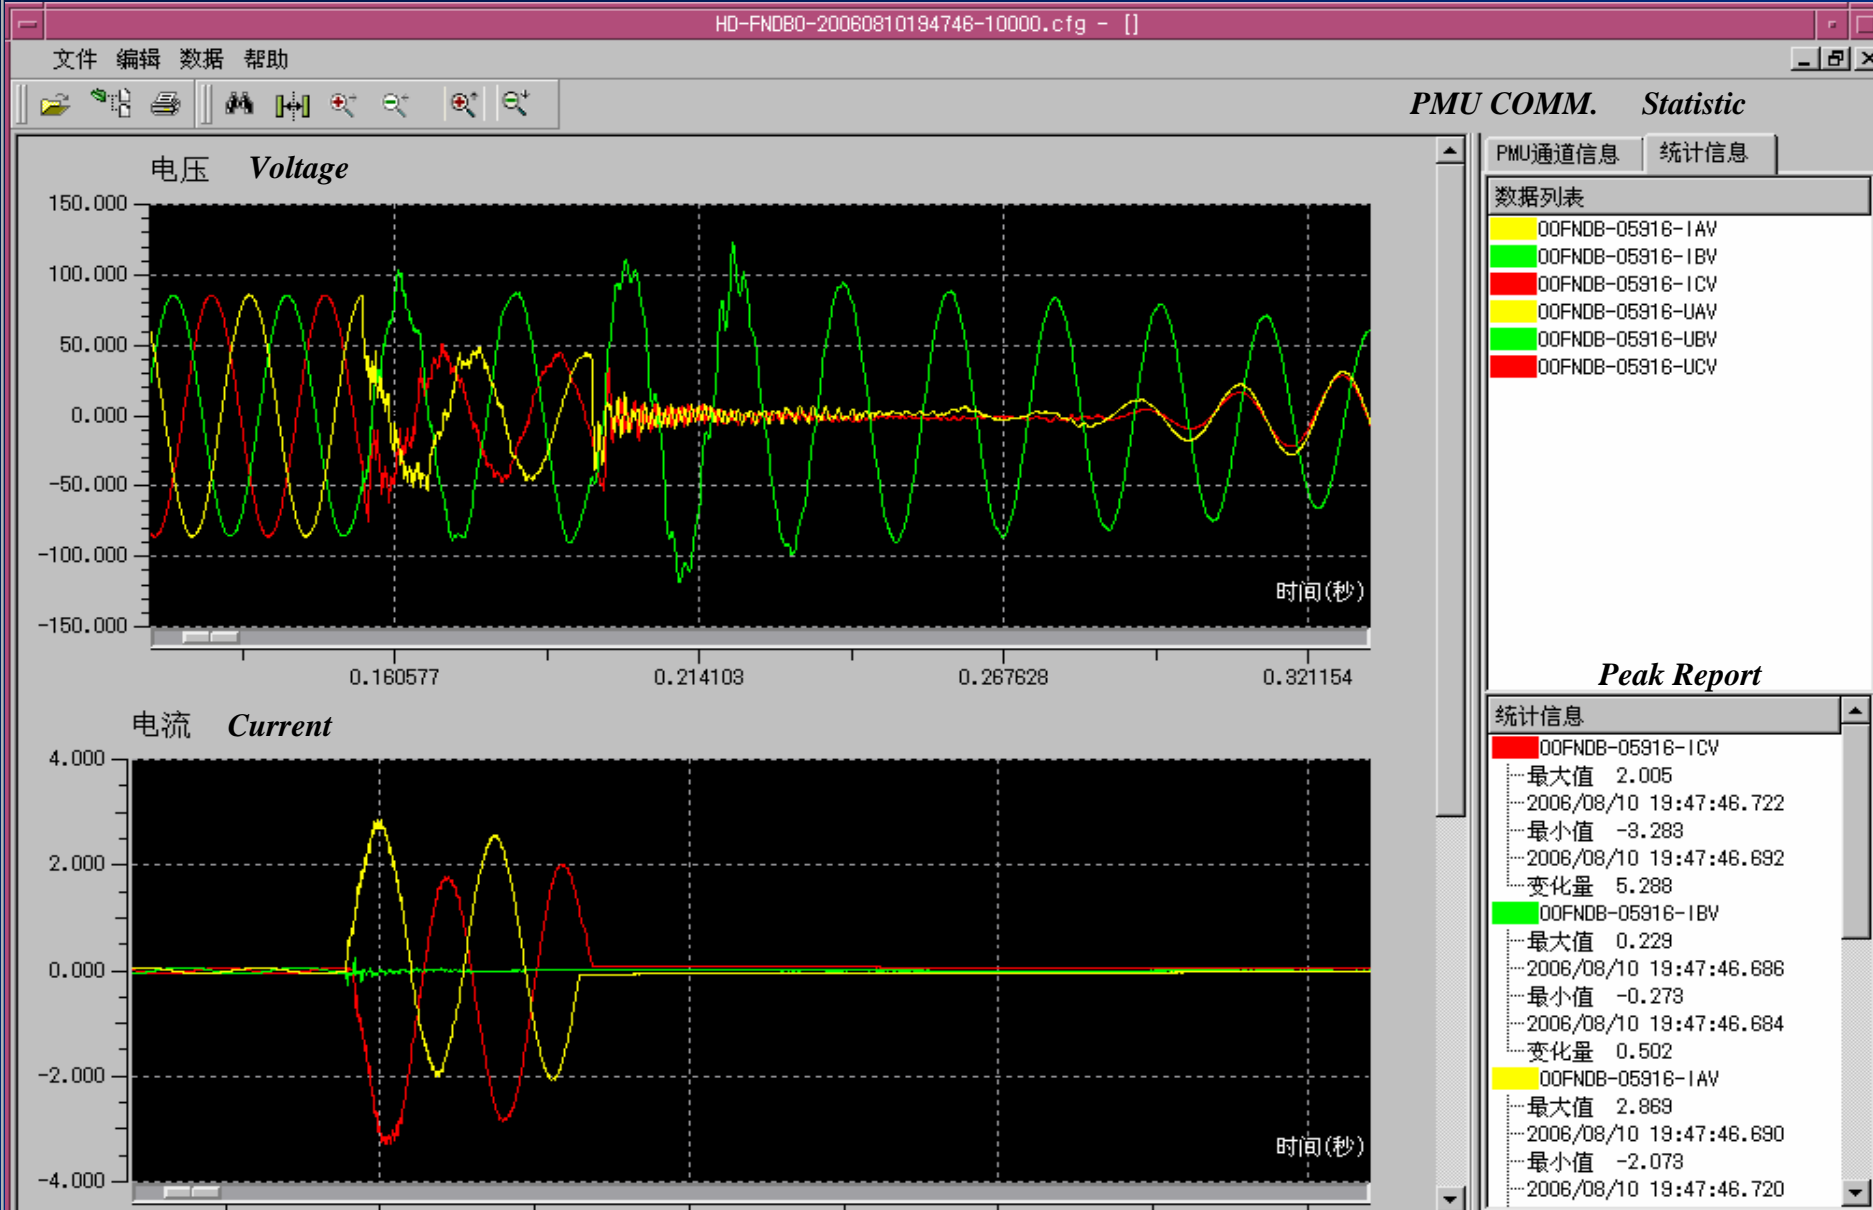 HD-FNDB0-20060810194746-10000.cfg - []
文件 编辑 数据 帮助
PMU COMM. Statistic
PMU通道信息 统计信息
电压 Voltage
150.000
100.000
50.000
0.000
-50.000
-100.000
-150.000
时间(秒)
0.160577 0.214103 0.267628 0.321154
电流 Current
4.000
2.000
0.000
-2.000
-4.000
时间(秒)
数据列表
00FNDB-05916-IAV
00FNDB-05916-IBV
00FNDB-05916-ICV
00FNDB-05916-UAV
00FNDB-05916-UBV
00FNDB-05916-UCV
Peak Report
统计信息
00FNDB-05916-ICV
最大值 2.005
2006/08/10 19:47:46.722
最小值 -3.283
2006/08/10 19:47:46.692
变化量 5.288
00FNDB-05916-IBV
最大值 0.229
2006/08/10 19:47:46.686
最小值 -0.273
2006/08/10 19:47:46.684
变化量 0.502
00FNDB-05916-IAV
最大值 2.869
2006/08/10 19:47:46.690
最小值 -2.073
2006/08/10 19:47:46.720